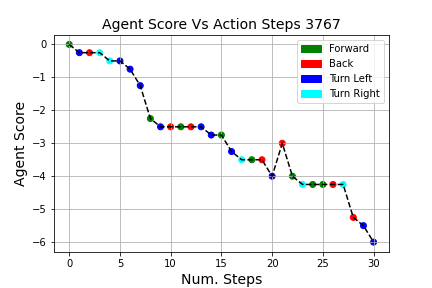 Agent Score Vs Action Steps 3767
Forward
Back
Turn Left
Turn Right
Agent Score
0
−1
−2
−3
−4
−5
−6
0 5 10 15 20 25 30
Num. Steps